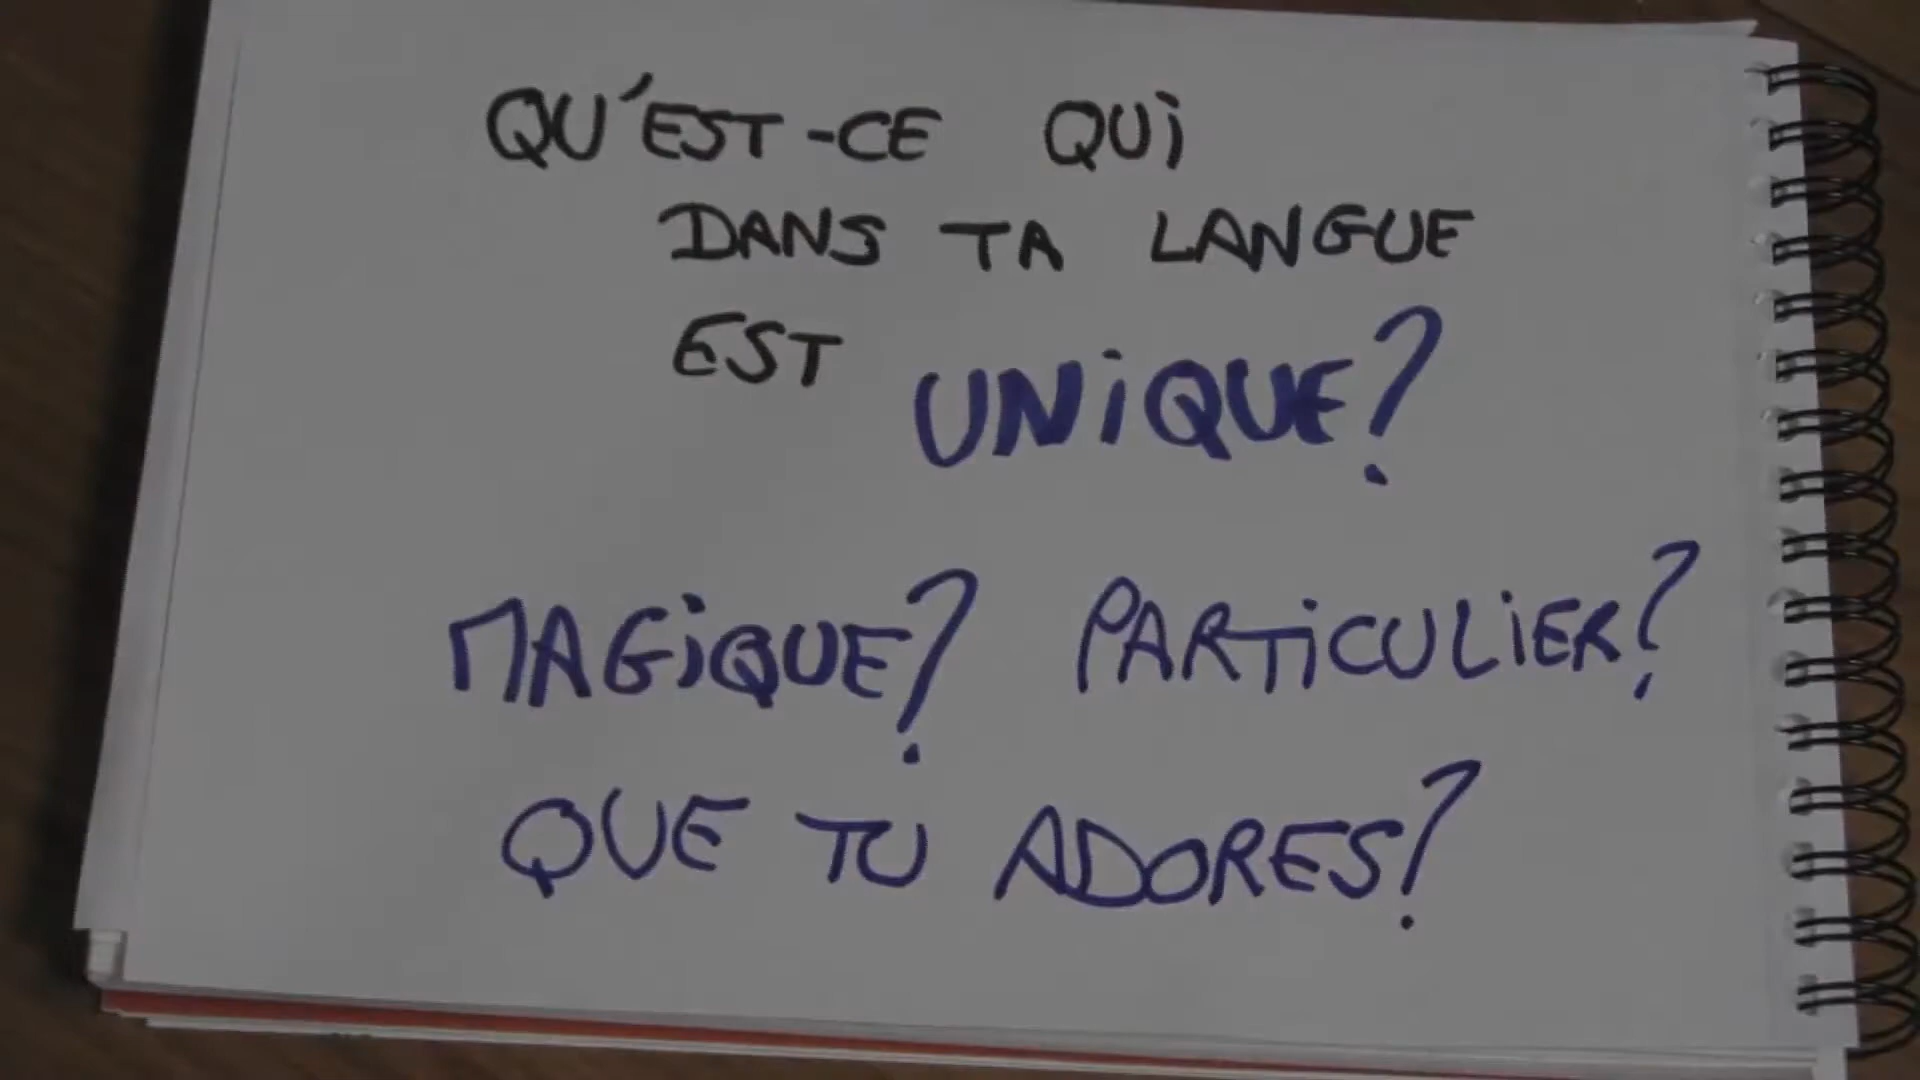 QU'EST-CE QUI
DANS TA LANGUE
EST UNIQUE?
MAGIQUE? PARTICULIER?
QUE TU ADORES?